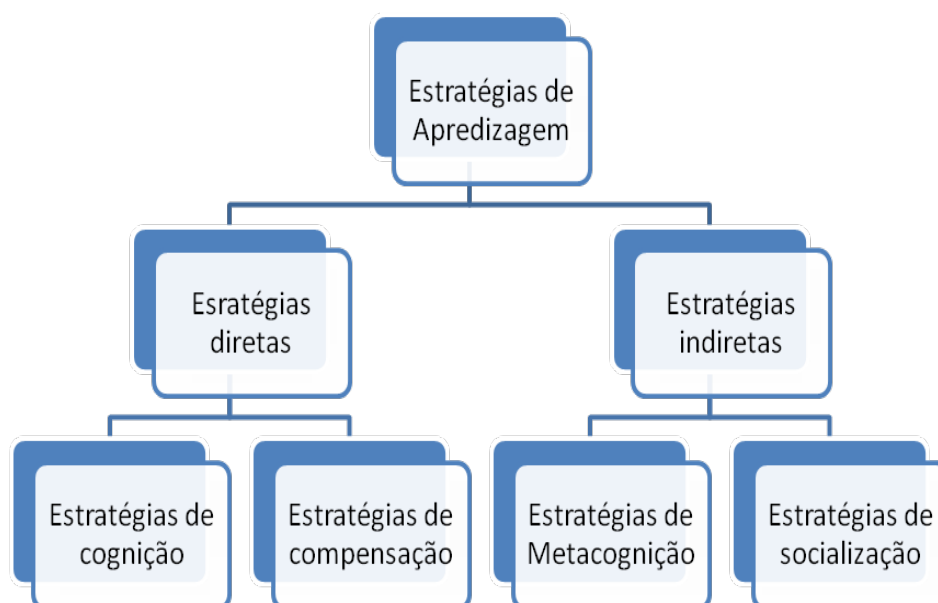 Estratégias de
Apredizagem
Esratégias
diretas
Estratégias
indiretas
Estratégias de
cognição
Estratégias de
compensação
Estratégias de
Metacognição
Estratégias de
socialização